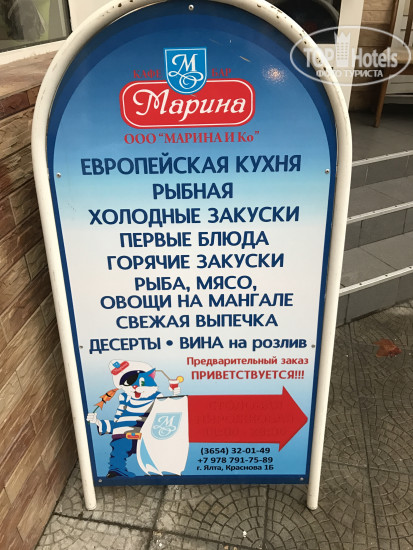 TopHotels
ФОТО ТУРИСТА
КАФЕ БАР
М
Марина
ООО "МАРИНА И Ко"
ЕВРОПЕЙСКАЯ КУХНЯ
РЫБНАЯ
ХОЛОДНЫЕ ЗАКУСКИ
ПЕРВЫЕ БЛЮДА
ГОРЯЧИЕ ЗАКУСКИ
РЫБА, МЯСО,
ОВОЩИ НА МАНГАЛЕ
СВЕЖАЯ ВЫПЕЧКА
ДЕСЕРТЫ • ВИНА на розлив
Предварительный заказ
ПРИВЕТСТВУЕТСЯ!!!
М
(3654) 32-01-49
+7 978 791-75-89
г. Ялта, Краснова 1Б